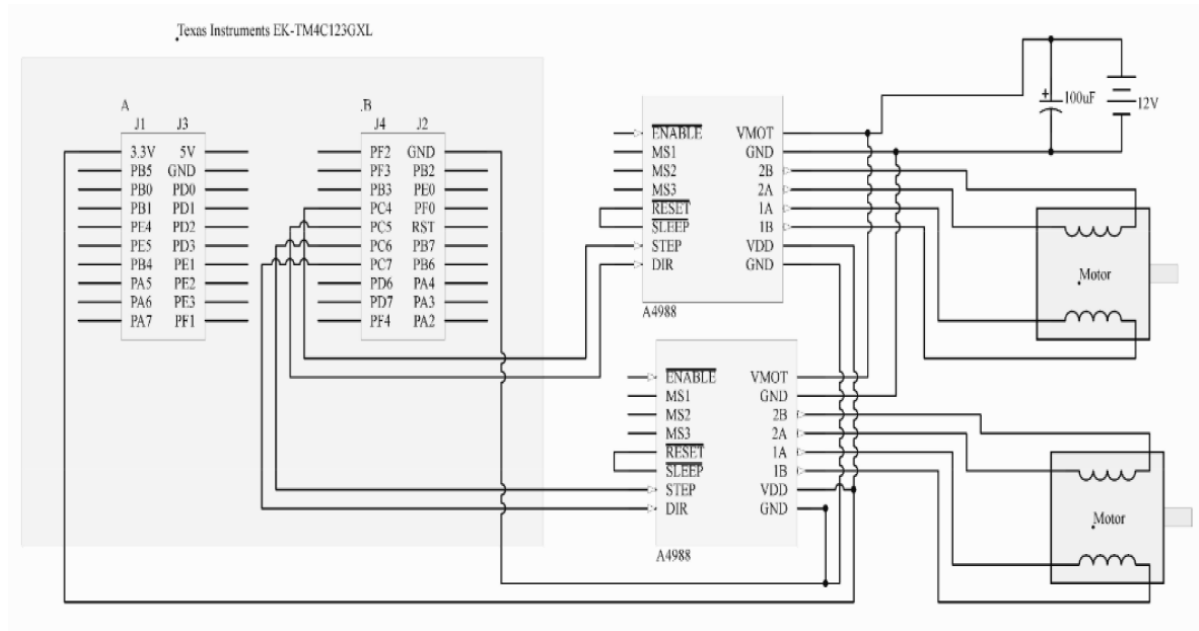 Texas Instruments EK-TM4C123GXL
A
J1 J3
3.3V 5V
PB5 GND
PB0 PD0
PB1 PD1
PE4 PD2
PE5 PD3
PB4 PE1
PA5 PE2
PA6 PE3
PA7 PF1
.B
J4 J2
PF2 GND
PF3 PB2
PB3 PE0
PC4 PF0
PC5 RST
PC6 PB7
PC7 PB6
PD6 PA4
PD7 PA3
PF4 PA2
ENABLE VMOT
MS1 GND
MS2 2B
MS3 2A
RESET 1A
SLEEP 1B
STEP VDD
DIR GND
A4988
+
100uF
12V
Motor
ENABLE VMOT
MS1 GND
MS2 2B
MS3 2A
RESET 1A
SLEEP 1B
STEP VDD
DIR GND
A4988
Motor